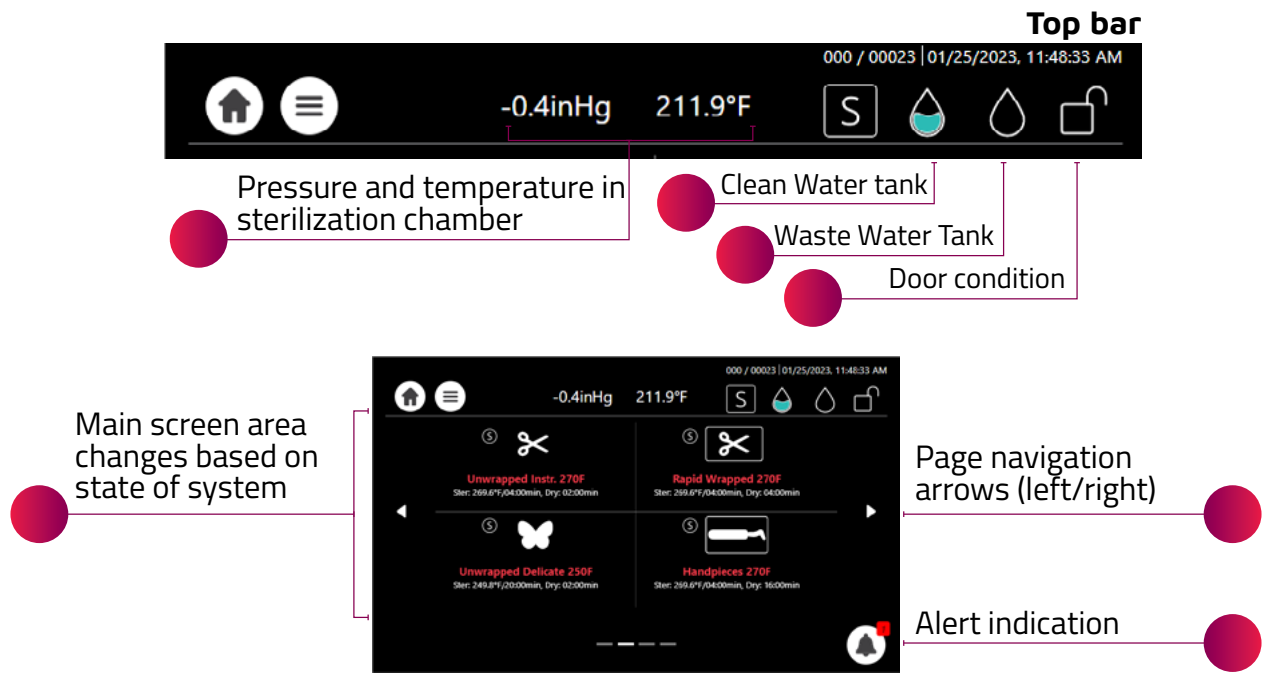 Top bar
000 / 00023 | 01/25/2023, 11:48:33 AM
-0.4inHg 211.9°F S
Pressure and temperature in
sterilization chamber
Clean Water tank
Waste Water Tank
Door condition
000 / 00023 | 01/25/2023, 11:48:33 AM
-0.4inHg 211.9°F S
Main screen area
changes based on
state of system
S
Unwrapped Instr. 270F
Ster: 269.6°F/04:00min, Dry: 02:00min
S
Rapid Wrapped 270F
Ster: 269.6°F/04:00min, Dry: 04:00min
S
Unwrapped Delicate 250F
Ster: 249.8°F/20:00min, Dry: 02:00min
S
Handpieces 270F
Ster: 269.6°F/04:00min, Dry: 16:00min
Page navigation
arrows (left/right)
Alert indication